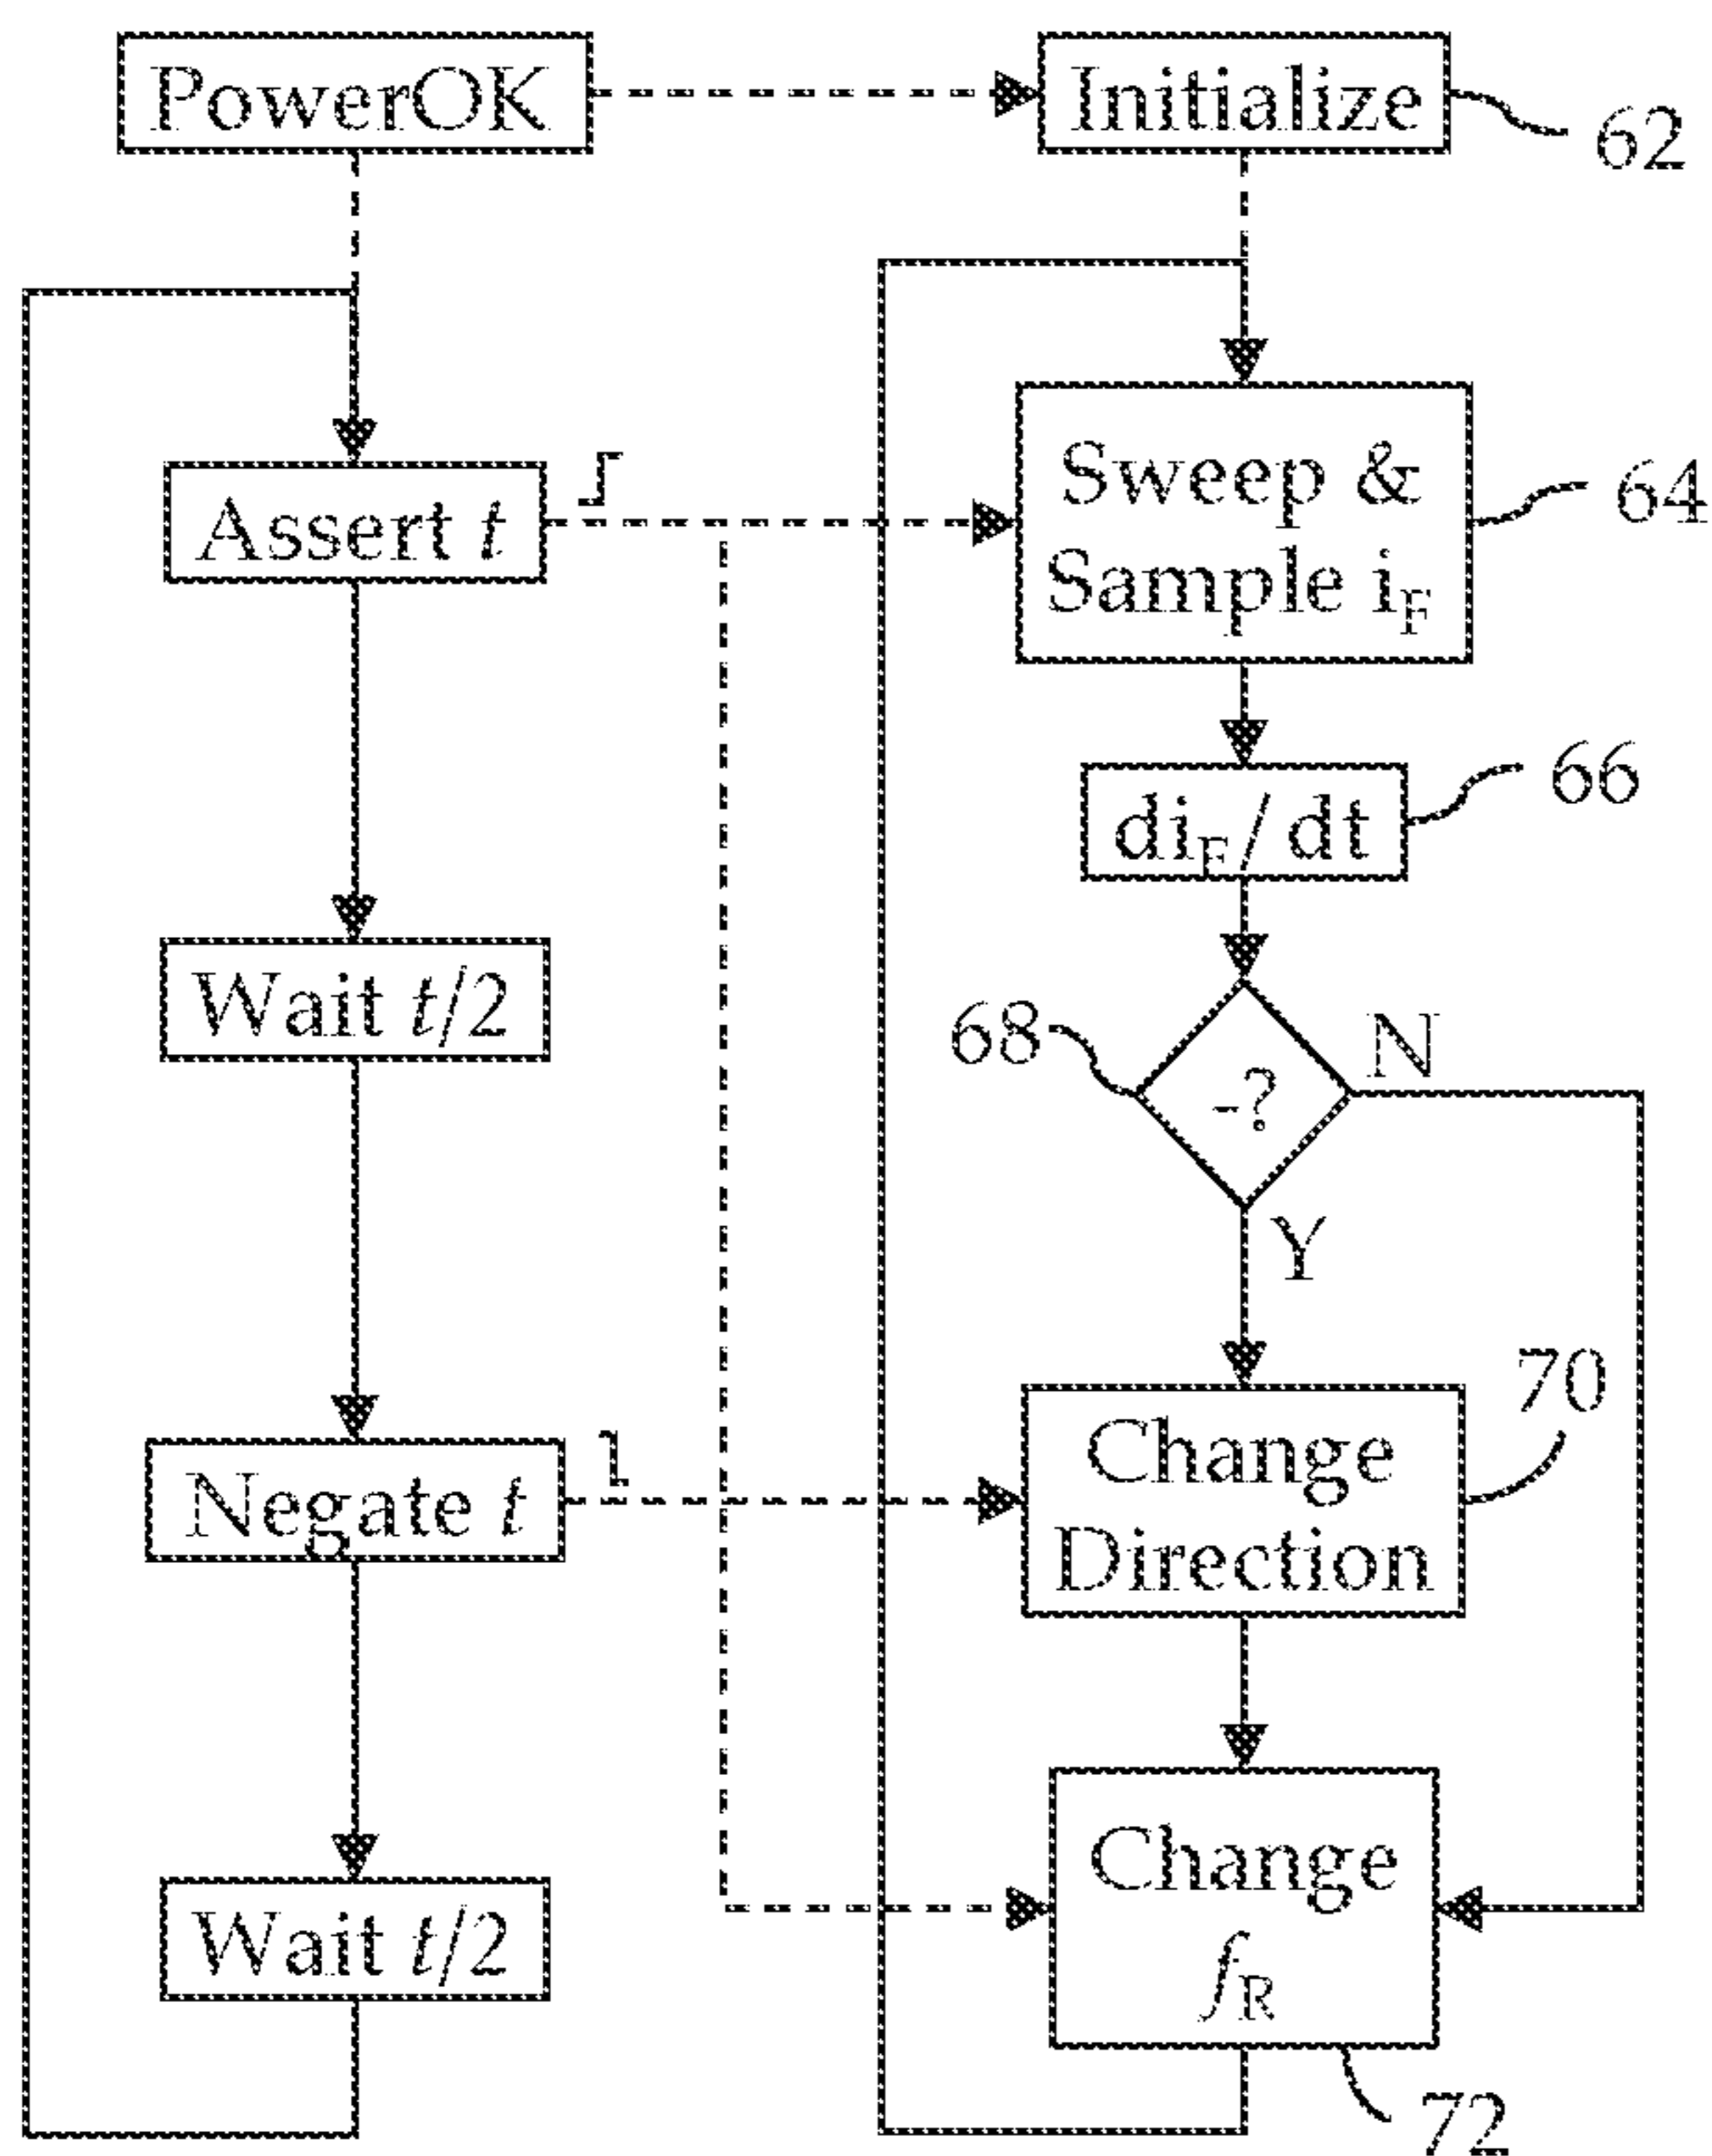 PowerOK
Initialize
62
Assert t
Sweep &
Sample iF
64
diF/dt
66
Wait t/2
68
-?
N
Y
Negate t
Change
Direction
70
Wait t/2
Change
fR
72